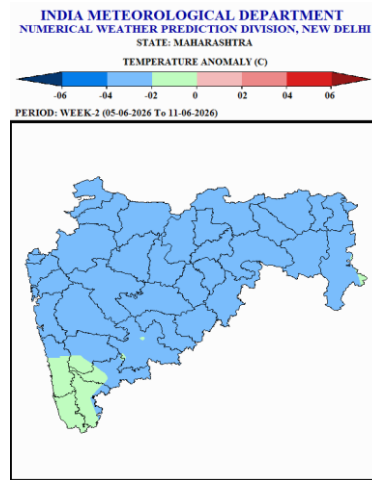 INDIA METEOROLOGICAL DEPARTMENT
NUMERICAL WEATHER PREDICTION DIVISION, NEW DELHI
STATE: MAHARASHTRA
TEMPERATURE ANOMALY (C)
-06 -04 -02 0 02 04 06
PERIOD: WEEK-2 (05-06-2026 To 11-06-2026)